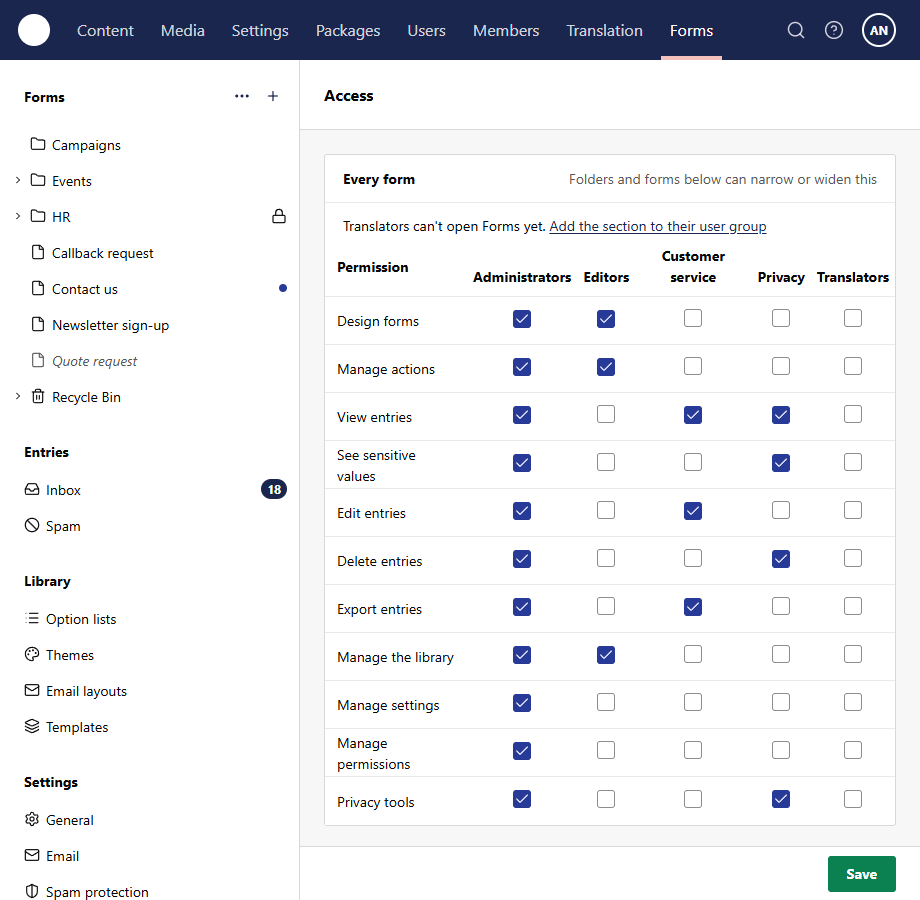 Content Media Settings Packages Users Members Translation Forms AN
Forms
Campaigns
Events
HR
Callback request
Contact us
Newsletter sign-up
Quote request
Recycle Bin
Entries
Inbox 18
Spam
Library
Option lists
Themes
Email layouts
Templates
Settings
General
Email
Spam protection
Access
Every form Folders and forms below can narrow or widen this
Translators can't open Forms yet. Add the section to their user group
Permission Administrators Editors Customer service Privacy Translators
Design forms
Manage actions
View entries
See sensitive
values
Edit entries
Delete entries
Export entries
Manage the library
Manage settings
Manage
permissions
Privacy tools
Save